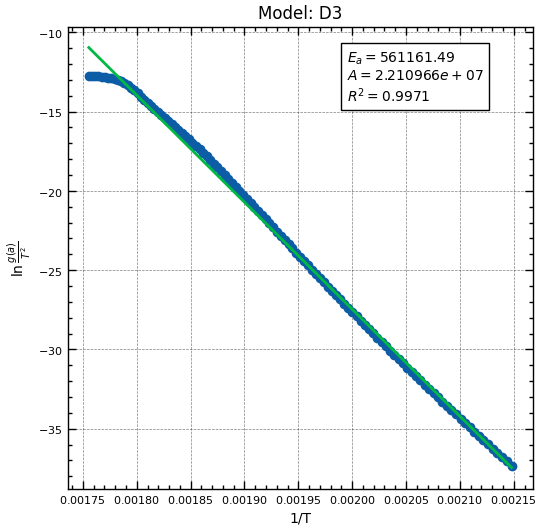 Model: D3
E_a = 561161.49
A = 2.210966e + 07
R² = 0.9971
−10
−15
−20
−25
−30
−35
ln g(a)/T²
0.00175 0.00180 0.00185 0.00190 0.00195 0.00200 0.00205 0.00210 0.00215
1/T